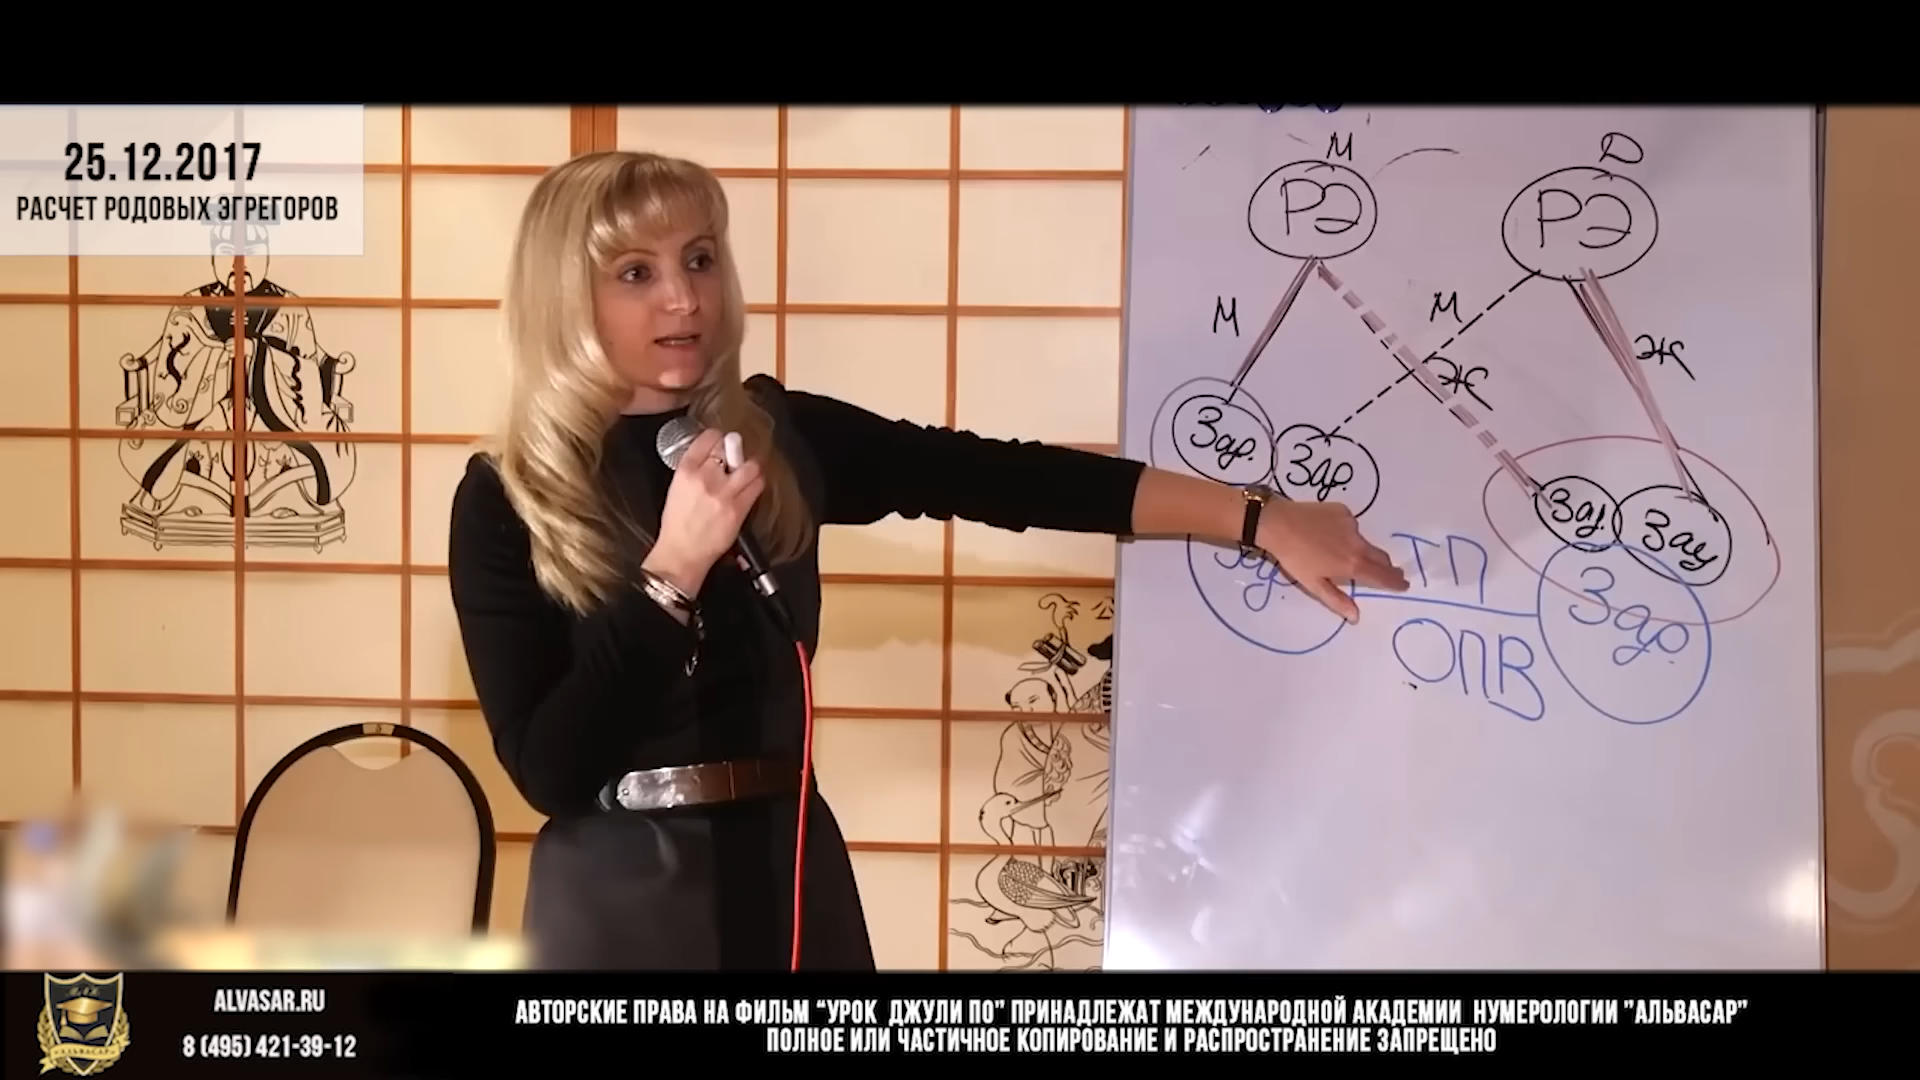 25.12.2017
РАСЧЕТ РОДОВЫХ ЭГРЕГОРОВ
М
Д
РЭ
РЭ
М
М
Ж
Ж
Зар.
Зар.
ТП
ОПВ
Зар.
ALVASAR.RU
8 (495) 421-39-12
АВТОРСКИЕ ПРАВА НА ФИЛЬМ “УРОК ДЖУЛИ ПО” ПРИНАДЛЕЖАТ МЕЖДУНАРОДНОЙ АКАДЕМИИ НУМЕРОЛОГИИ "АЛЬВАСАР"
ПОЛНОЕ ИЛИ ЧАСТИЧНОЕ КОПИРОВАНИЕ И РАСПРОСТРАНЕНИЕ ЗАПРЕЩЕНО